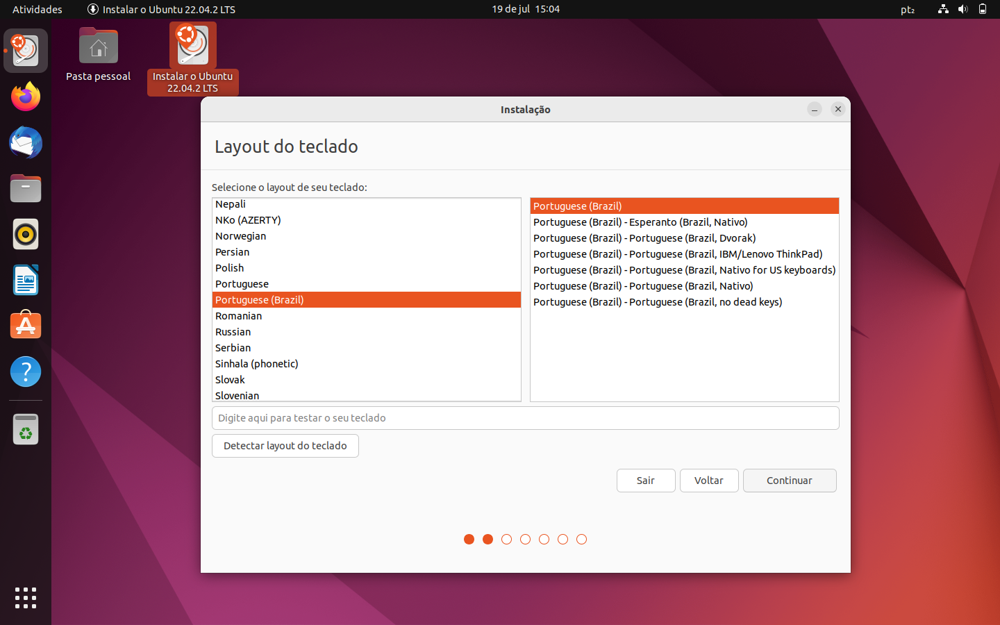 Atividades
Instalar o Ubuntu 22.04.2 LTS
19 de jul 15:04
pt₂
Pasta pessoal
Instalar o Ubuntu
22.04.2 LTS
Instalação
Layout do teclado
Selecione o layout de seu teclado:
Nepali
NKo (AZERTY)
Norwegian
Persian
Polish
Portuguese
Portuguese (Brazil)
Romanian
Russian
Serbian
Sinhala (phonetic)
Slovak
Slovenian
Portuguese (Brazil)
Portuguese (Brazil) - Esperanto (Brazil, Nativo)
Portuguese (Brazil) - Portuguese (Brazil, Dvorak)
Portuguese (Brazil) - Portuguese (Brazil, IBM/Lenovo ThinkPad)
Portuguese (Brazil) - Portuguese (Brazil, Nativo for US keyboards)
Portuguese (Brazil) - Portuguese (Brazil, Nativo)
Portuguese (Brazil) - Portuguese (Brazil, no dead keys)
Digite aqui para testar o seu teclado
Detectar layout do teclado
Sair
Voltar
Continuar